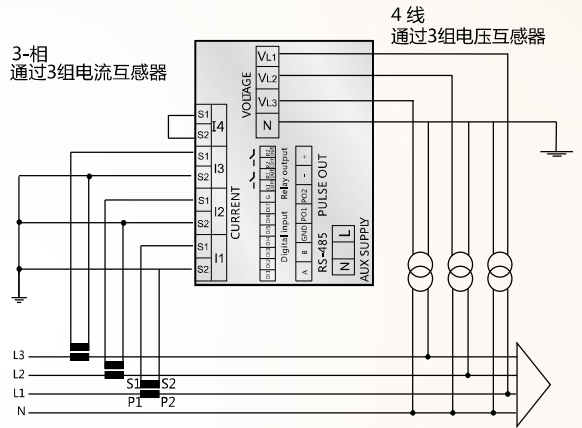 3-相
通过3组电流互感器
4 线
通过3组电压互感器
VOLTAGE
VL1
VL2
VL3
N
S1
S2
I4
S1
S2
I3
S1
S2
I2
S1
S2
I1
CURRENT
Relay output
Digital input
PULSE OUT
+
-
PO2
PO1
GND
B
A
RS-485
L
N
AUX SUPPLY
L3
L2
L1
N
S1
S2
P1
P2